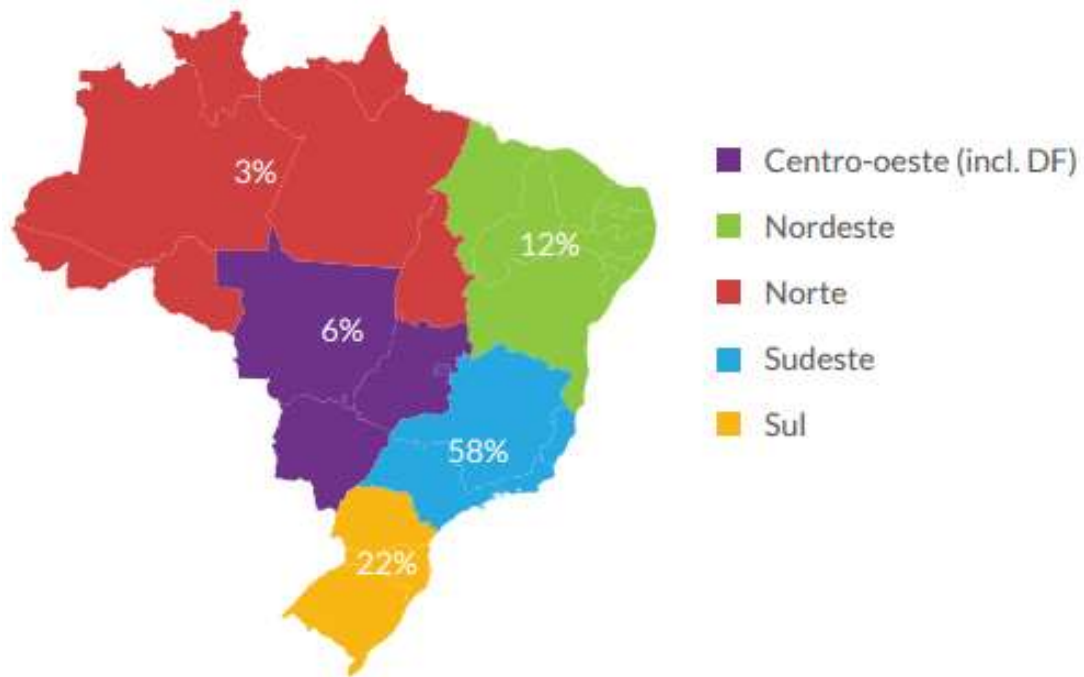 3%
12%
6%
58%
22%
Centro-oeste (incl. DF)
Nordeste
Norte
Sudeste
Sul